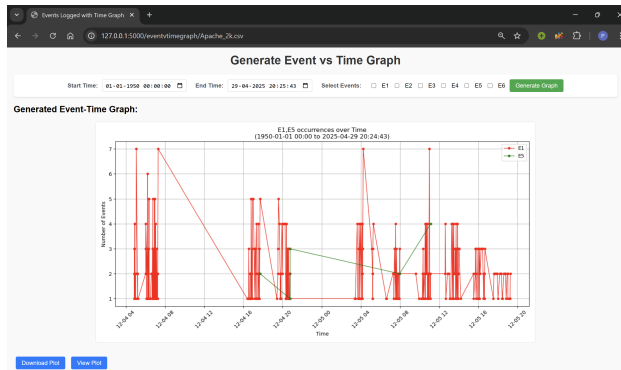 Events Logged with Time Graph
127.0.0.1:5000/eventvtimegraph/Apache_2k.csv
Generate Event vs Time Graph
Start Time: 01-01-1950 00:00:00 End Time: 29-04-2025 20:25:43 Select Events: E1 E2 E3 E4 E5 E6 Generate Graph
Generated Event-Time Graph:
E1,E5 occurrences over Time
(1950-01-01 00:00 to 2025-04-29 20:24:43)
E1
E5
7
6
5
4
3
2
1
Number of Events
12-04 04 12-04 08 12-04 12 12-04 16 12-04 20 12-05 00 12-05 04 12-05 08 12-05 12 12-05 16 12-05 20
Time
Download Plot View Plot